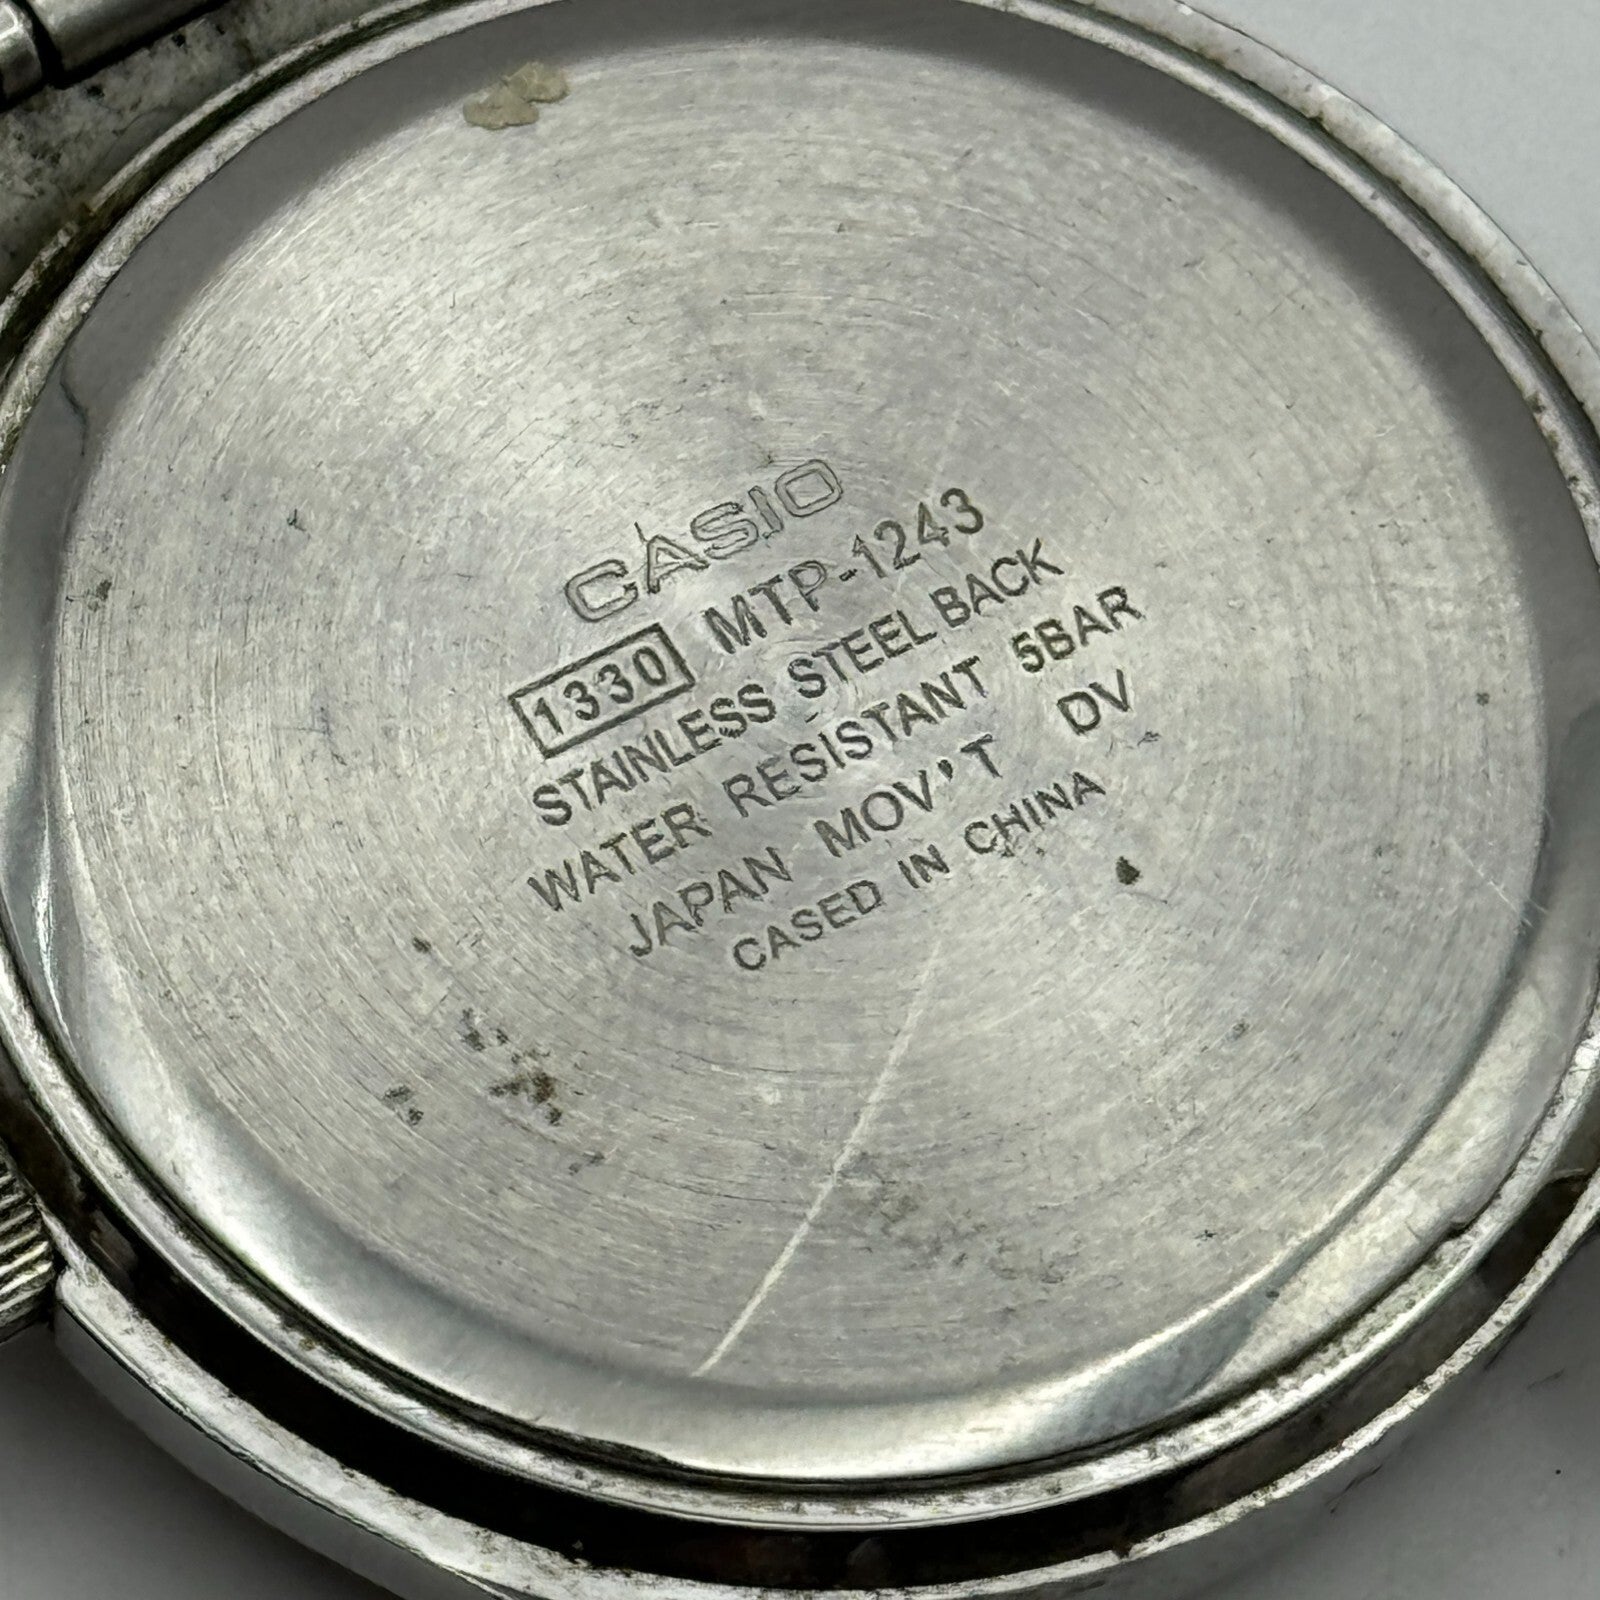 CASIO
1330 MTP-1243
STAINLESS STEEL BACK
WATER RESISTANT 5BAR
JAPAN MOV'T DV
CASED IN CHINA